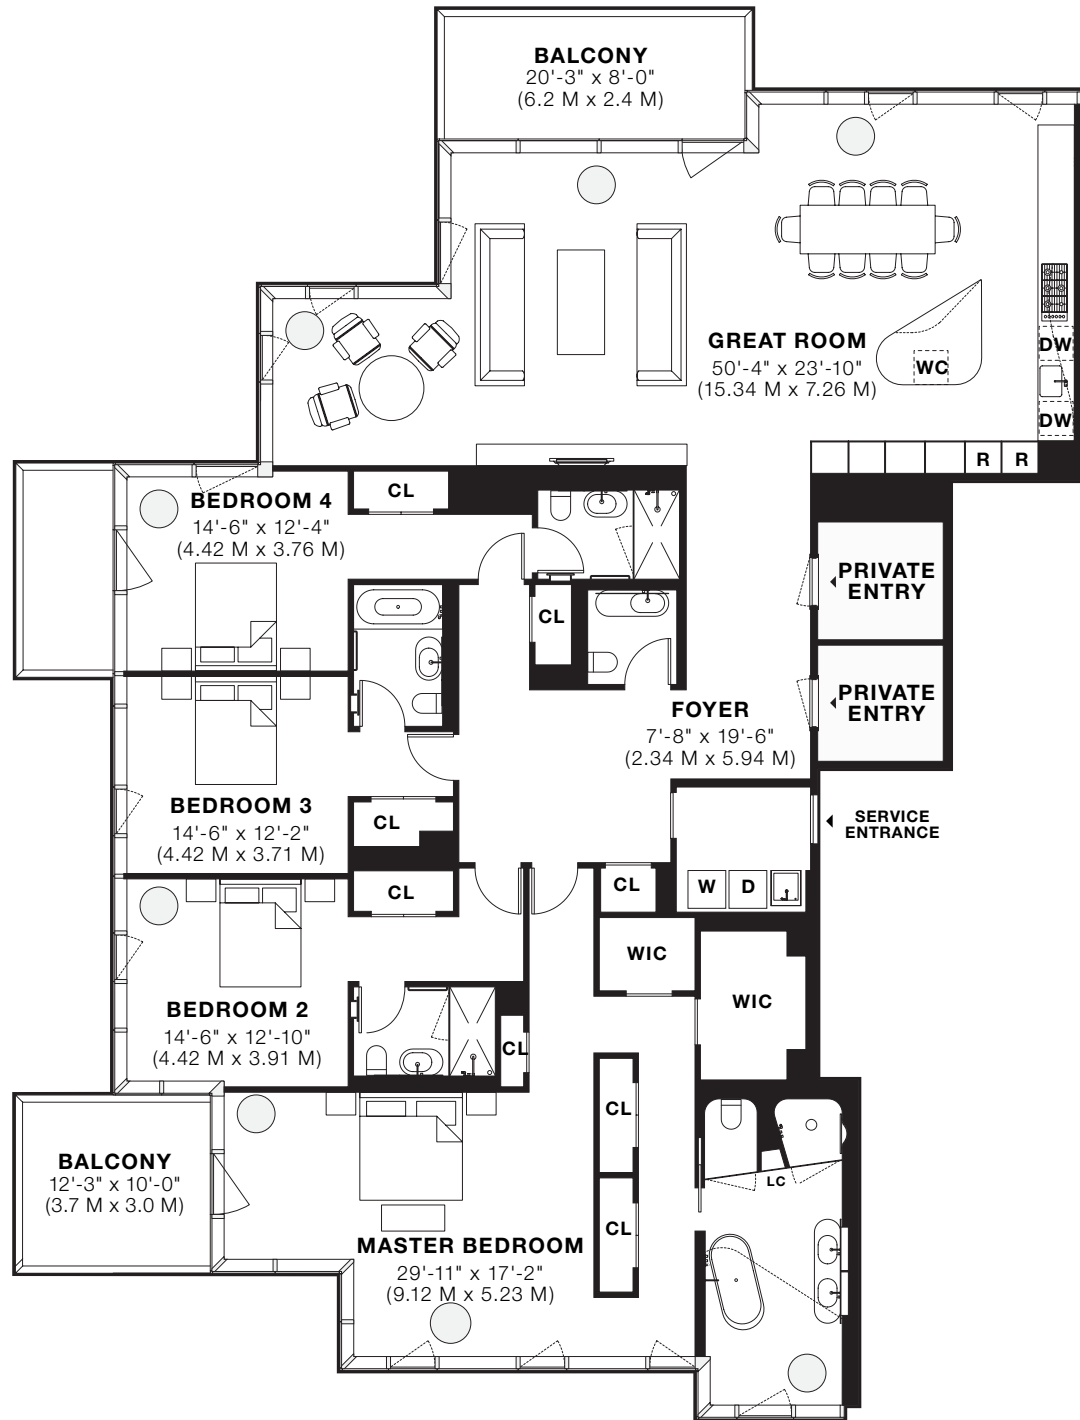 BALCONY
20'-3" x 8'-0"
(6.2 M x 2.4 M)
GREAT ROOM
50'-4" x 23'-10"
(15.34 M x 7.26 M)
WC
DW
DW
R R
BEDROOM 4
14'-6" x 12'-4"
(4.42 M x 3.76 M)
CL
CL
PRIVATE
ENTRY
PRIVATE
ENTRY
FOYER
7'-8" x 19'-6"
(2.34 M x 5.94 M)
BEDROOM 3
14'-6" x 12'-2"
(4.42 M x 3.71 M)
CL
SERVICE
ENTRANCE
CL
CL
W D
WIC
WIC
BEDROOM 2
14'-6" x 12'-10"
(4.42 M x 3.91 M)
CL
CL
BALCONY
12'-3" x 10'-0"
(3.7 M x 3.0 M)
LC
CL
MASTER BEDROOM
29'-11" x 17'-2"
(9.12 M x 5.23 M)